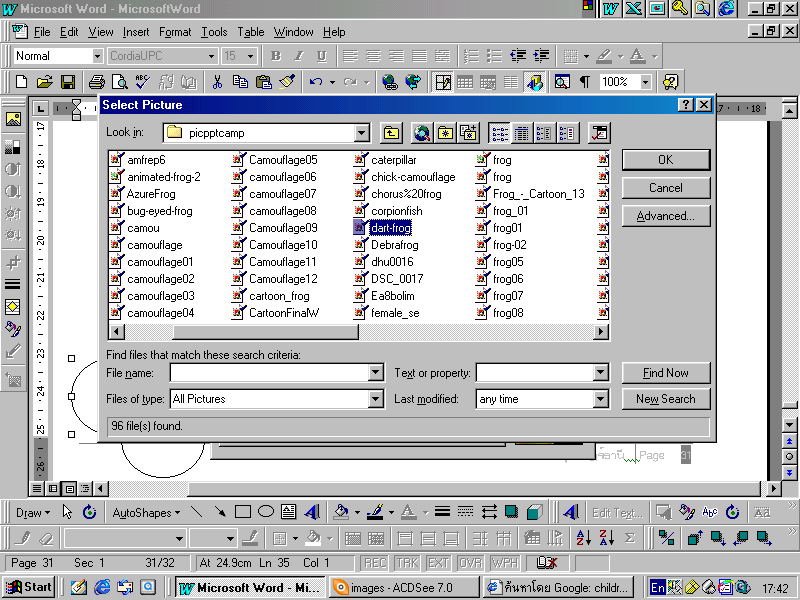 Microsoft Word - MicrosoftWord
File Edit View Insert Format Tools Table Window Help
Normal CordiaUPC 15 B I U
100%
Select Picture
Look in: picpptcamp
amfrep6 Camouflage05 caterpillar frog
animated-frog-2 camouflage06 chick-camouflage frog
AzureFrog camouflage07 chorus%20frog Frog_-_Cartoon_13
bug-eyed-frog camouflage08 corpionfish frog_01
camou Camouflage09 dart-frog frog01
camouflage Camouflage10 Debrafrog frog-02
camouflage01 Camouflage11 dhu0016 frog05
camouflage02 Camouflage12 DSC_0017 frog06
camouflage03 cartoon_frog Ea8bolim frog07
camouflage04 CartoonFinalW female_se frog08
OK
Cancel
Advanced...
Find files that match these search criteria:
File name: Text or property: Find Now
Files of type: All Pictures Last modified: any time New Search
96 file(s) found.
Page 31
Draw AutoShapes Edit Text... Abc
Page 31 Sec 1 31/32 At 24.9cm Ln 35 Col 1 REC TRK EXT OVR WPH
Start Microsoft Word - Mi... images - ACDSee 7.0 ค้นหาโดย Google: childr... En 17:42